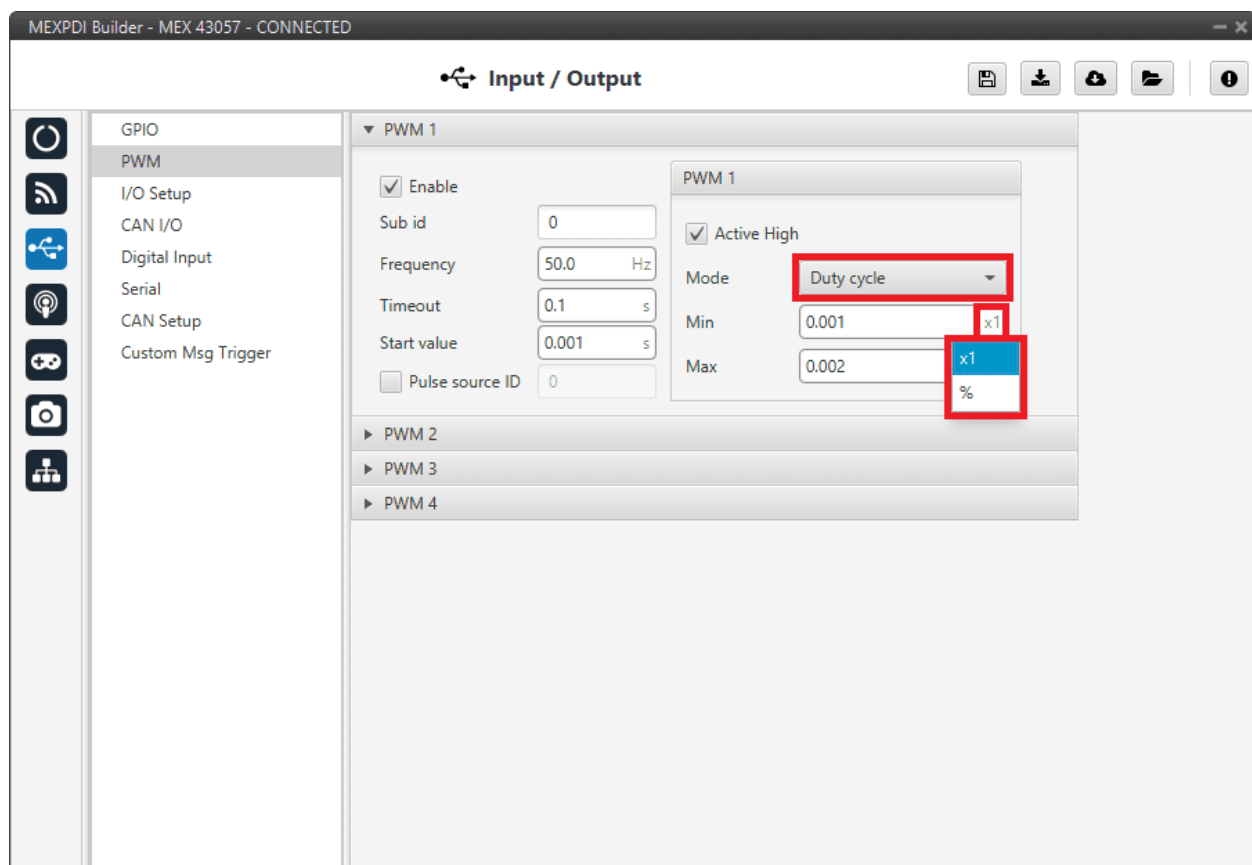 MEXPDI Builder - MEX 43057 - CONNECTED
Input / Output
GPIO
PWM
I/O Setup
CAN I/O
Digital Input
Serial
CAN Setup
Custom Msg Trigger
PWM 1
Enable
Sub id 0
Frequency 50.0 Hz
Timeout 0.1 s
Start value 0.001 s
Pulse source ID 0
PWM 1
Active High
Mode Duty cycle
Min 0.001 x1
Max 0.002
x1
%
PWM 2
PWM 3
PWM 4